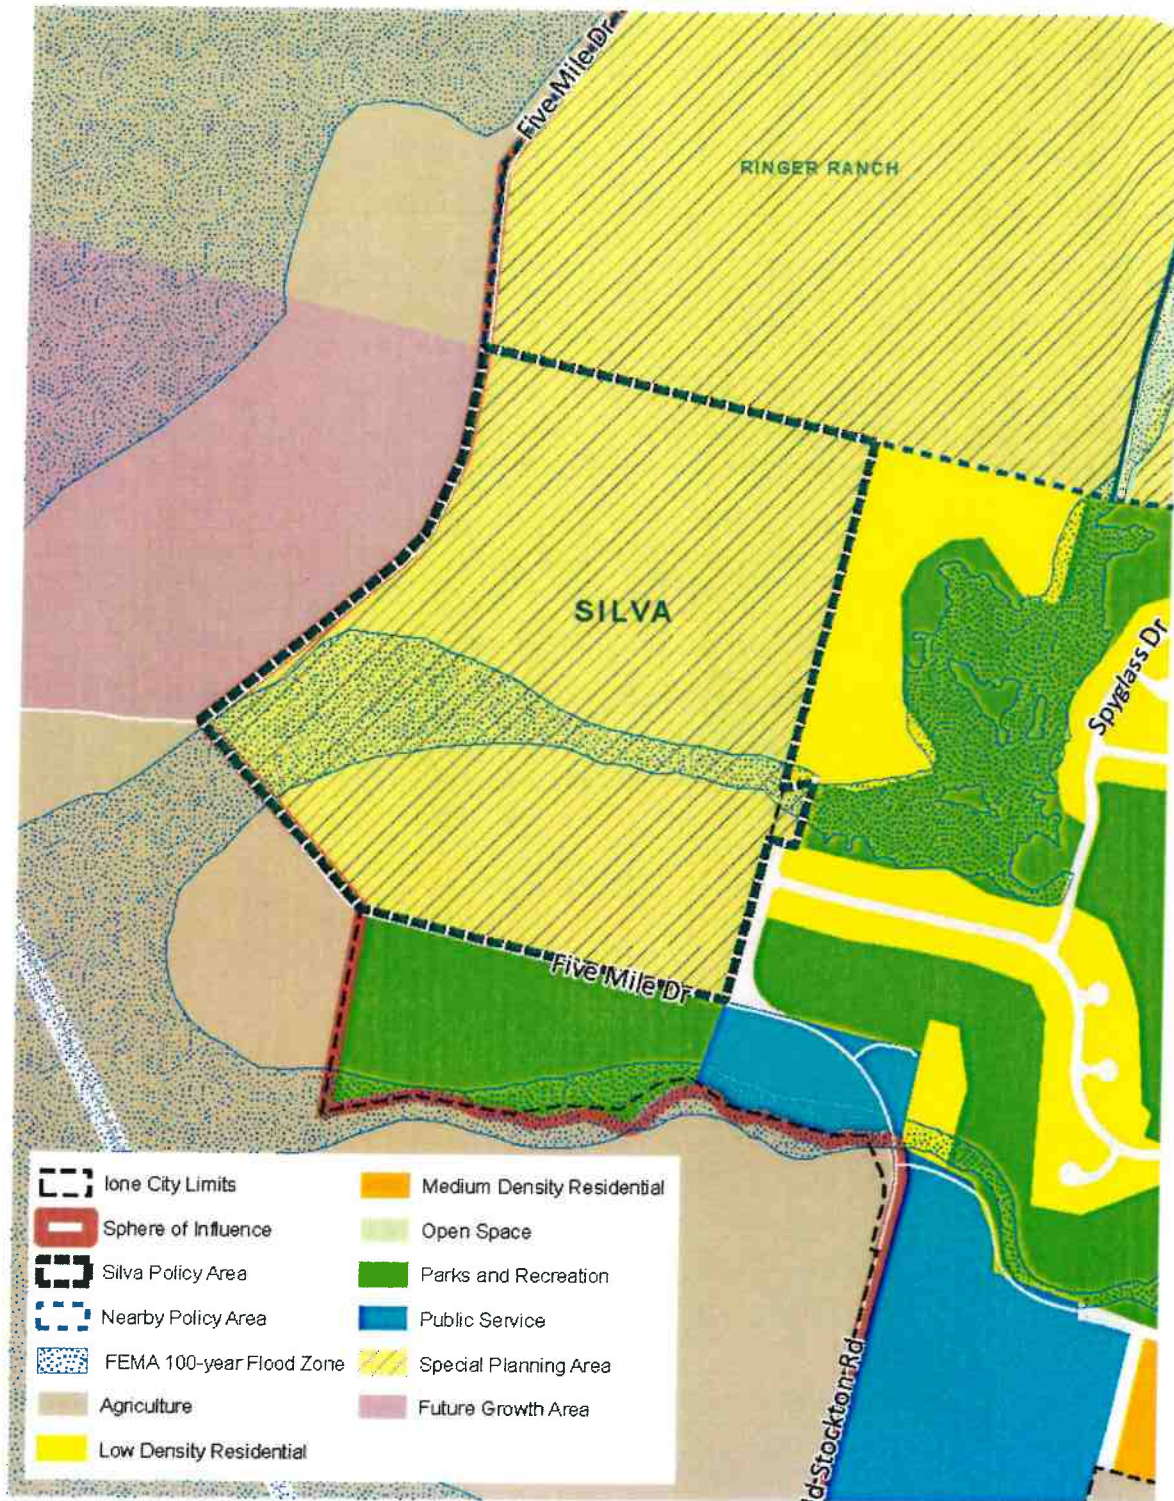 Five Mile Dr
RINGER RANCH
SILVA
Spyglass Dr
Five Mile Dr
Ione City Limits
Sphere of Influence
Silva Policy Area
Nearby Policy Area
FEMA 100-year Flood Zone
Agriculture
Low Density Residential
Medium Density Residential
Open Space
Parks and Recreation
Public Service
Special Planning Area
Future Growth Area
ld Stockton Rd